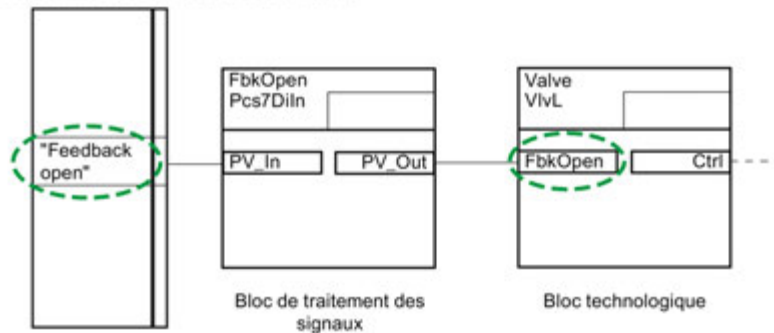 FbkOpen
Pcs7DiIn
Valve
VlvL
"Feedback
open"
PV_In
PV_Out
FbkOpen
Ctrl
Bloc de traitement des
signaux
Bloc technologique